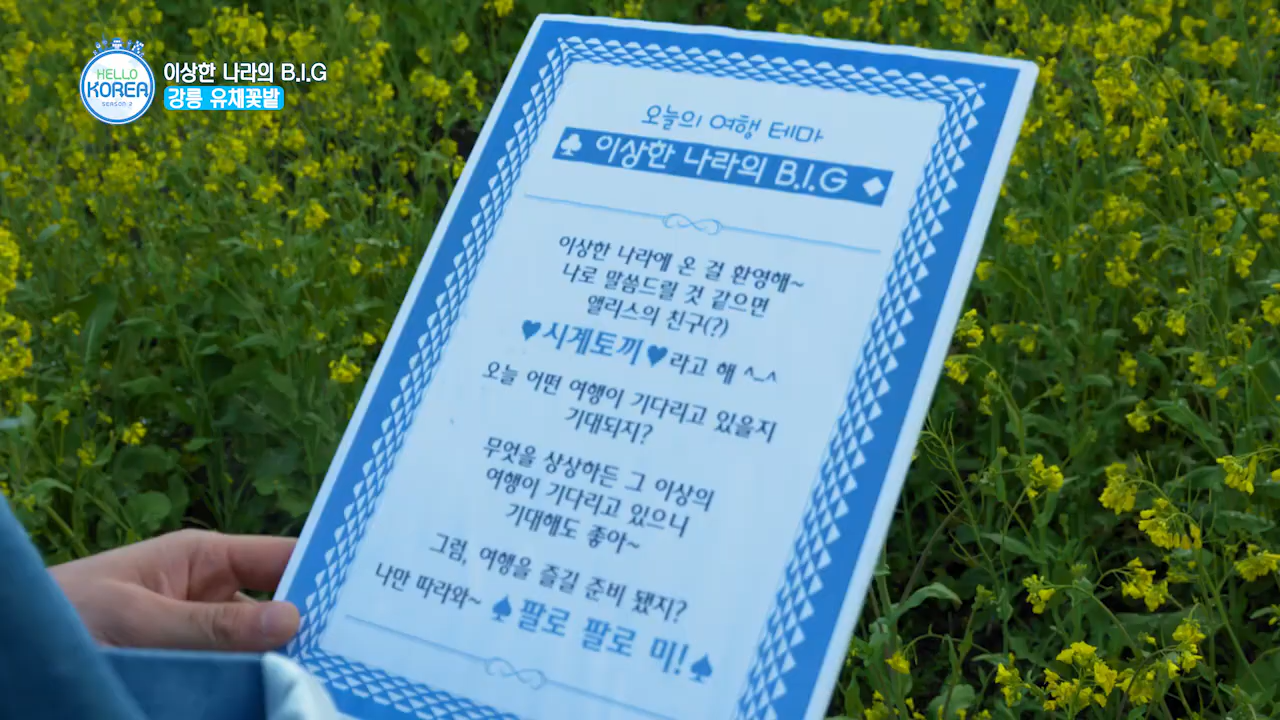 HELLO
KOREA
SEASON 2
이상한 나라의 B.I.G
강릉 유채꽃밭
오늘의 여행 테마
♠ 이상한 나라의 B.I.G ◆
이상한 나라에 온 걸 환영해~
나로 말씀드릴 것 같으면
앨리스의 친구(?)
♥시계토끼♥라고 해 ^_^
오늘 어떤 여행이 기다리고 있을지
기대되지?
무엇을 상상하든 그 이상의
여행이 기다리고 있으니
기대해도 좋아~
그럼, 여행을 즐길 준비 됐지?
나만 따라와~ ♠팔로 팔로 미!♠